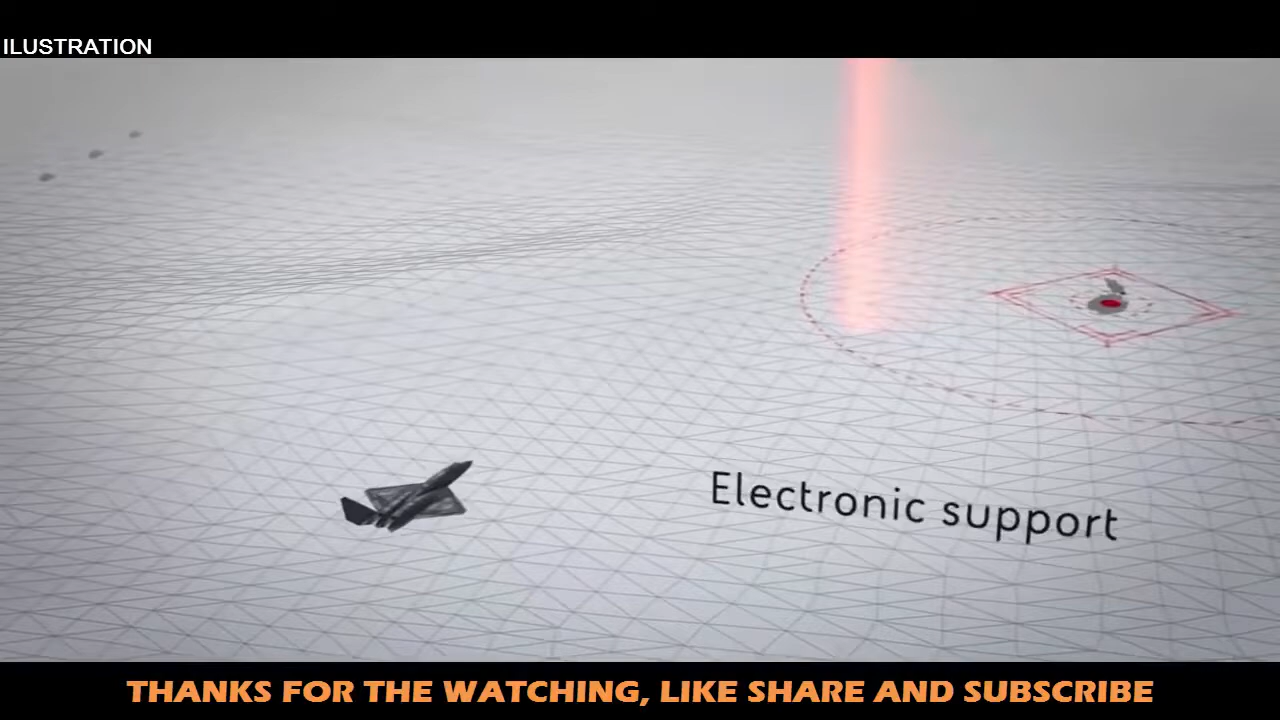 ILUSTRATION
Electronic support
THANKS FOR THE WATCHING, LIKE SHARE AND SUBSCRIBE